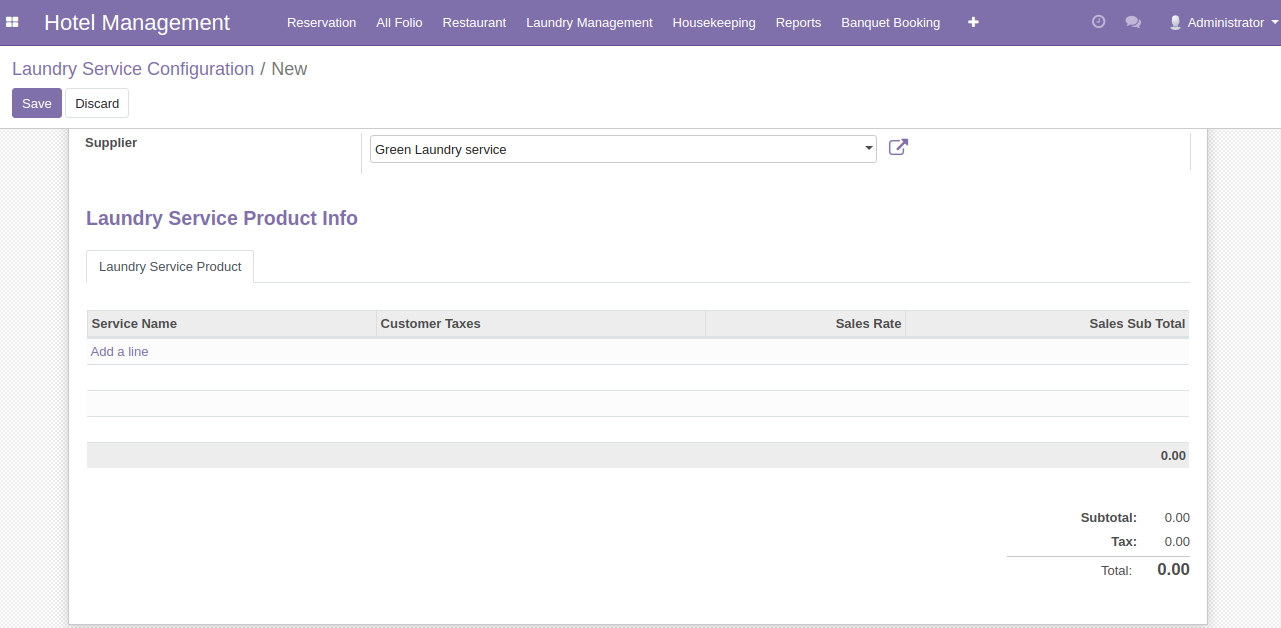 Hotel Management Reservation All Folio Restaurant Laundry Management Housekeeping Reports Banquet Booking Administrator
Laundry Service Configuration / New
Save Discard
Supplier Green Laundry service
Laundry Service Product Info
Laundry Service Product
Service Name Customer Taxes Sales Rate Sales Sub Total
Add a line
0.00
Subtotal: 0.00
Tax: 0.00
Total: 0.00